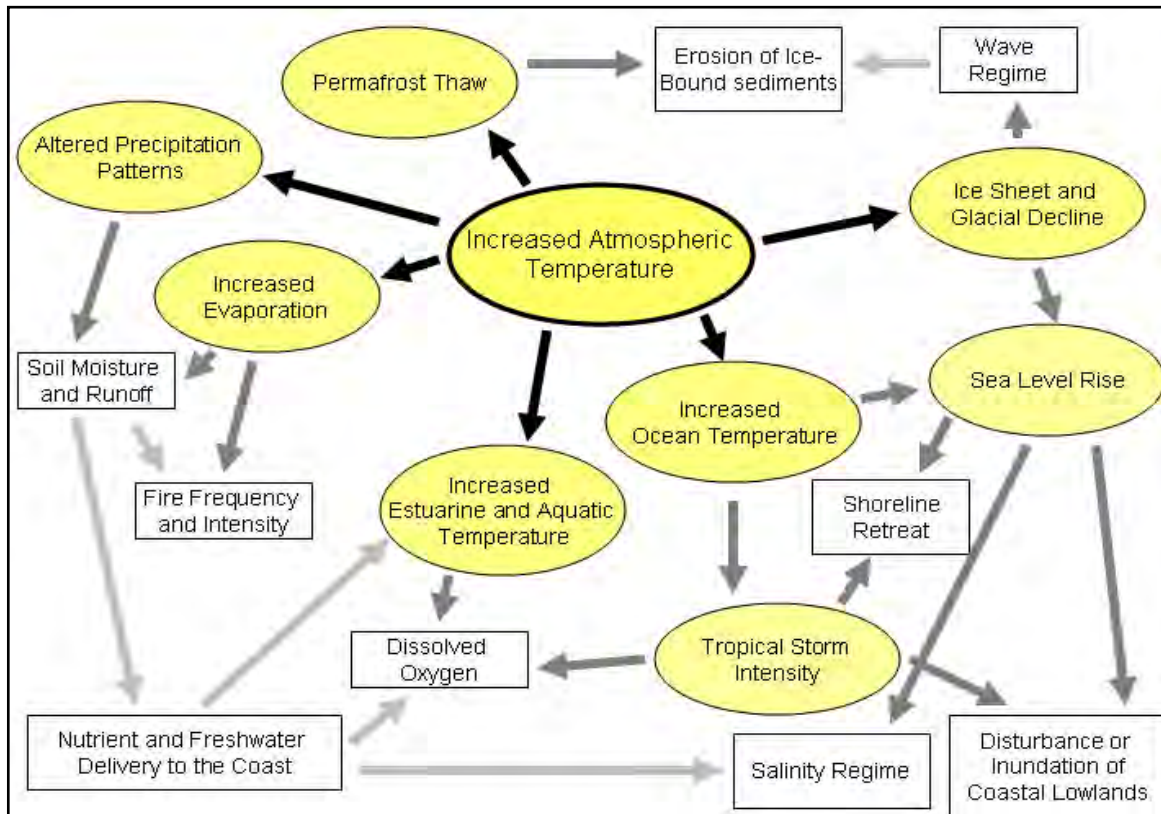 Permafrost Thaw
Erosion of Ice-
Bound sediments
Wave
Regime
Altered Precipitation
Patterns
Ice Sheet and
Glacial Decline
Increased Atmospheric
Temperature
Increased
Evaporation
Soil Moisture
and Runoff
Sea Level Rise
Increased
Ocean Temperature
Fire Frequency
and Intensity
Increased
Estuarine and Aquatic
Temperature
Shoreline
Retreat
Dissolved
Oxygen
Tropical Storm
Intensity
Nutrient and Freshwater
Delivery to the Coast
Salinity Regime
Disturbance or
Inundation of
Coastal Lowlands